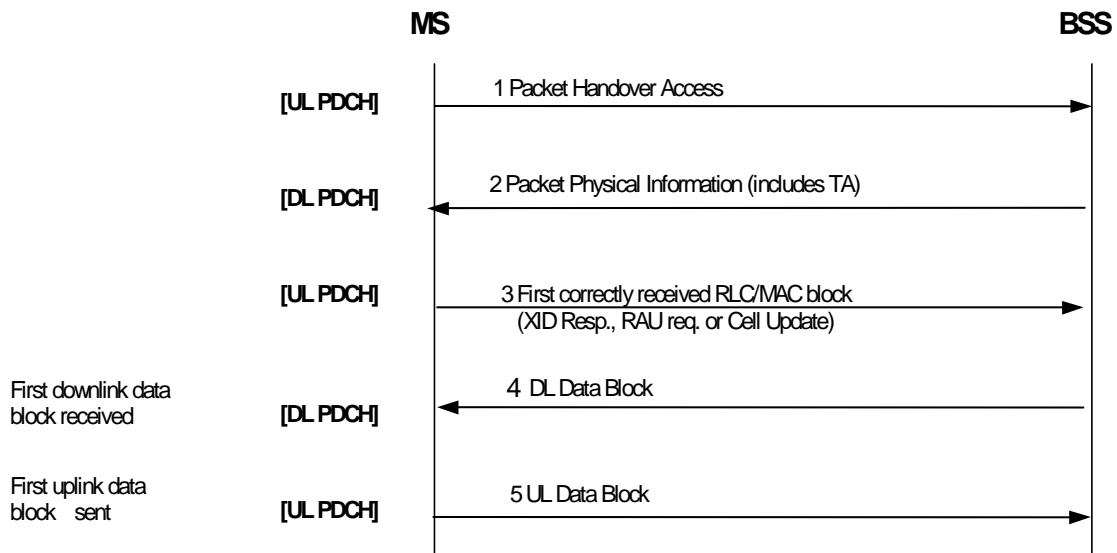 MS BSS
[UL PDCH] 1 Packet Handover Access
[DL PDCH] 2 Packet Physical Information (includes TA)
[UL PDCH] 3 First correctly received RLC/MAC block
(XID Resp., RAU req. or Cell Update)
First downlink data
block received [DL PDCH] 4 DL Data Block
First uplink data
block sent [UL PDCH] 5 UL Data Block